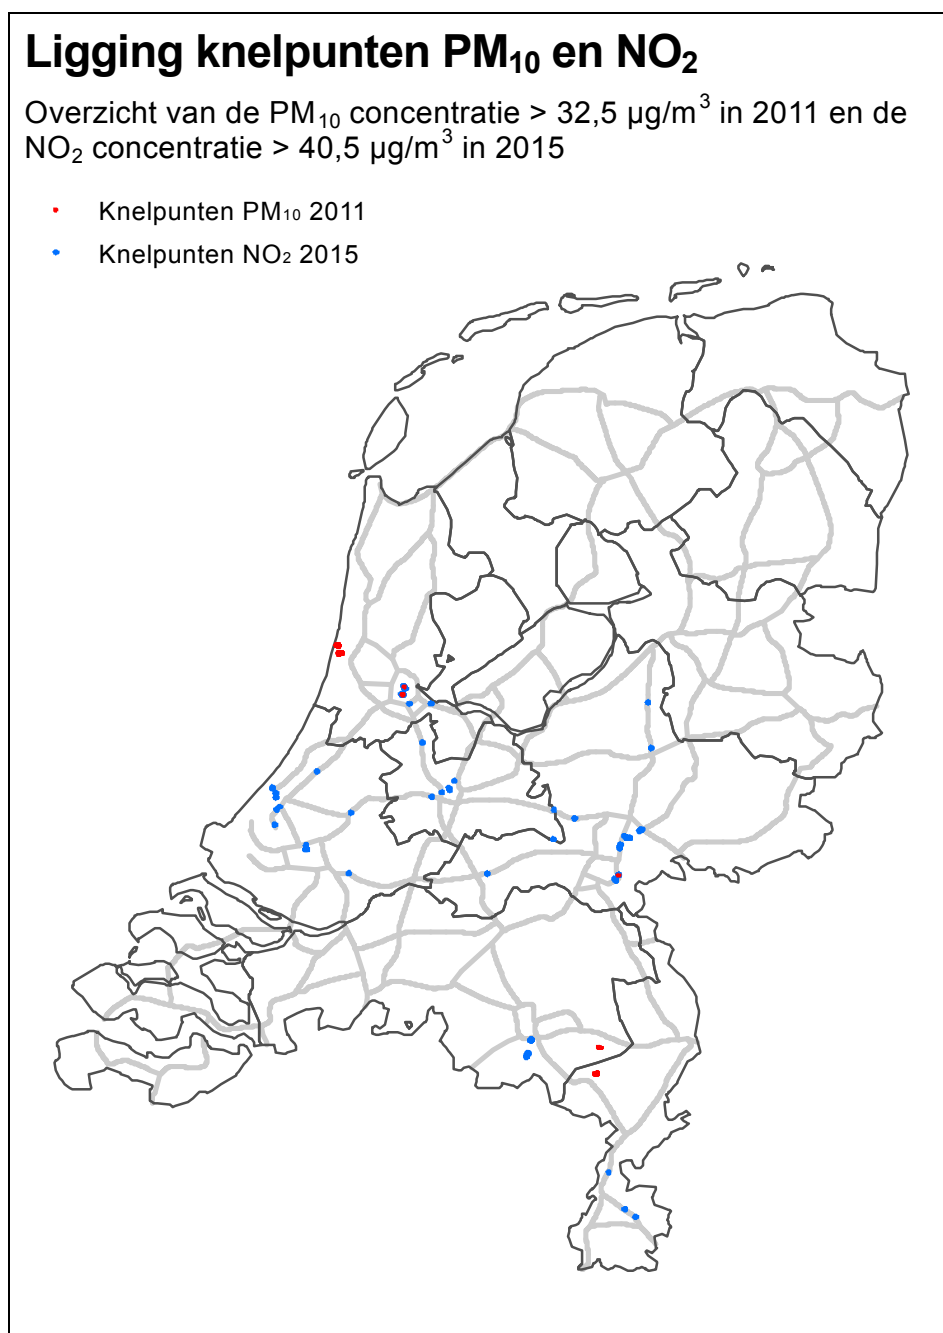 Ligging knelpunten PM₁₀ en NO₂
Overzicht van de PM₁₀ concentratie > 32,5 µg/m³ in 2011 en de
NO₂ concentratie > 40,5 µg/m³ in 2015
Knelpunten PM₁₀ 2011
Knelpunten NO₂ 2015